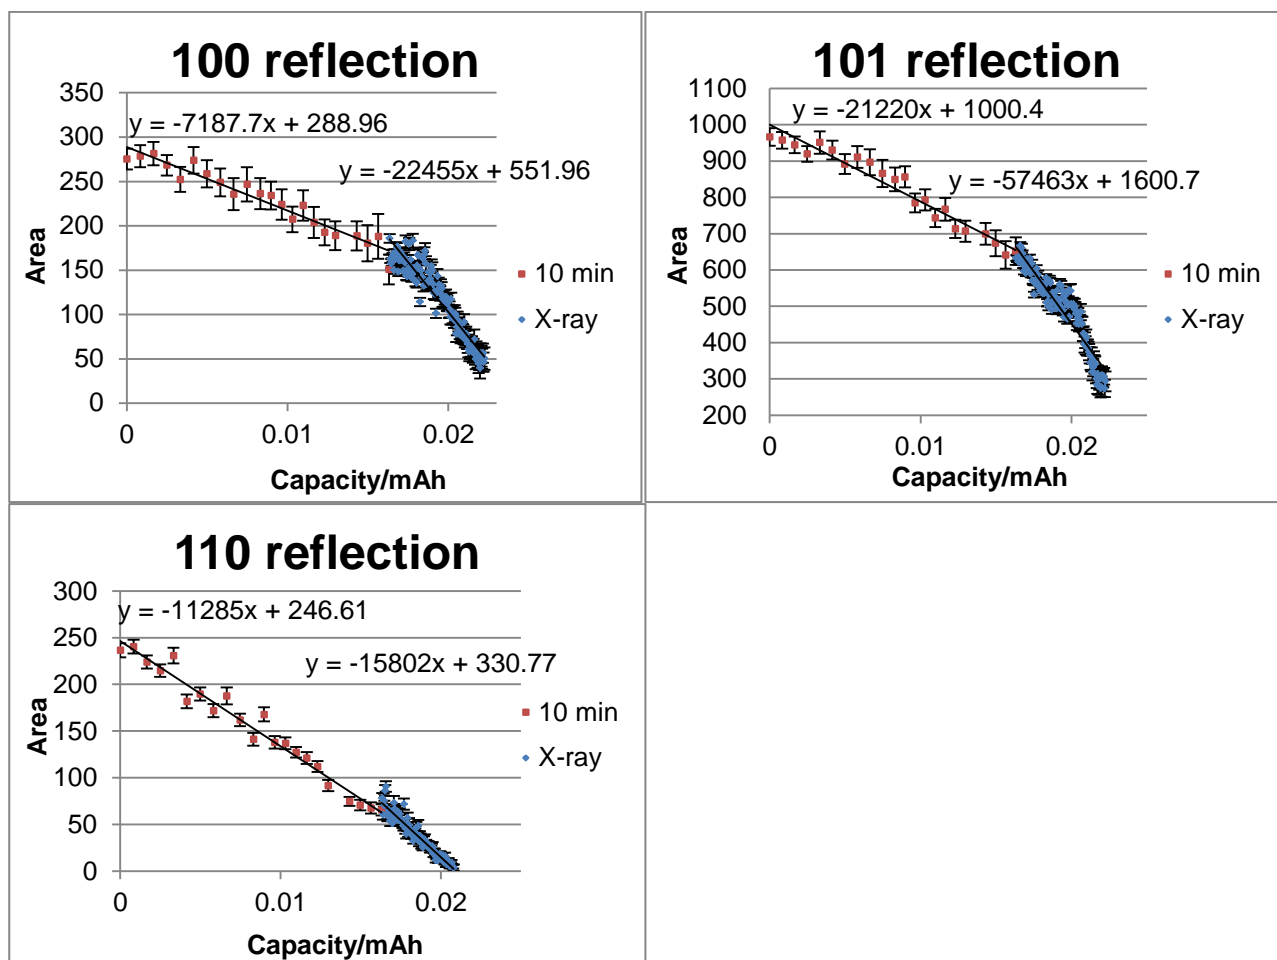 100 reflection
350
300
250
200
150
100
50
0
Area
y = -7187.7x + 288.96
y = -22455x + 551.96
10 min
X-ray
0 0.01 0.02
Capacity/mAh
101 reflection
1100
1000
900
800
700
600
500
400
300
200
Area
y = -21220x + 1000.4
y = -57463x + 1600.7
10 min
X-ray
0 0.01 0.02
Capacity/mAh
110 reflection
300
250
200
150
100
50
0
Area
y = -11285x + 246.61
y = -15802x + 330.77
10 min
X-ray
0 0.01 0.02
Capacity/mAh